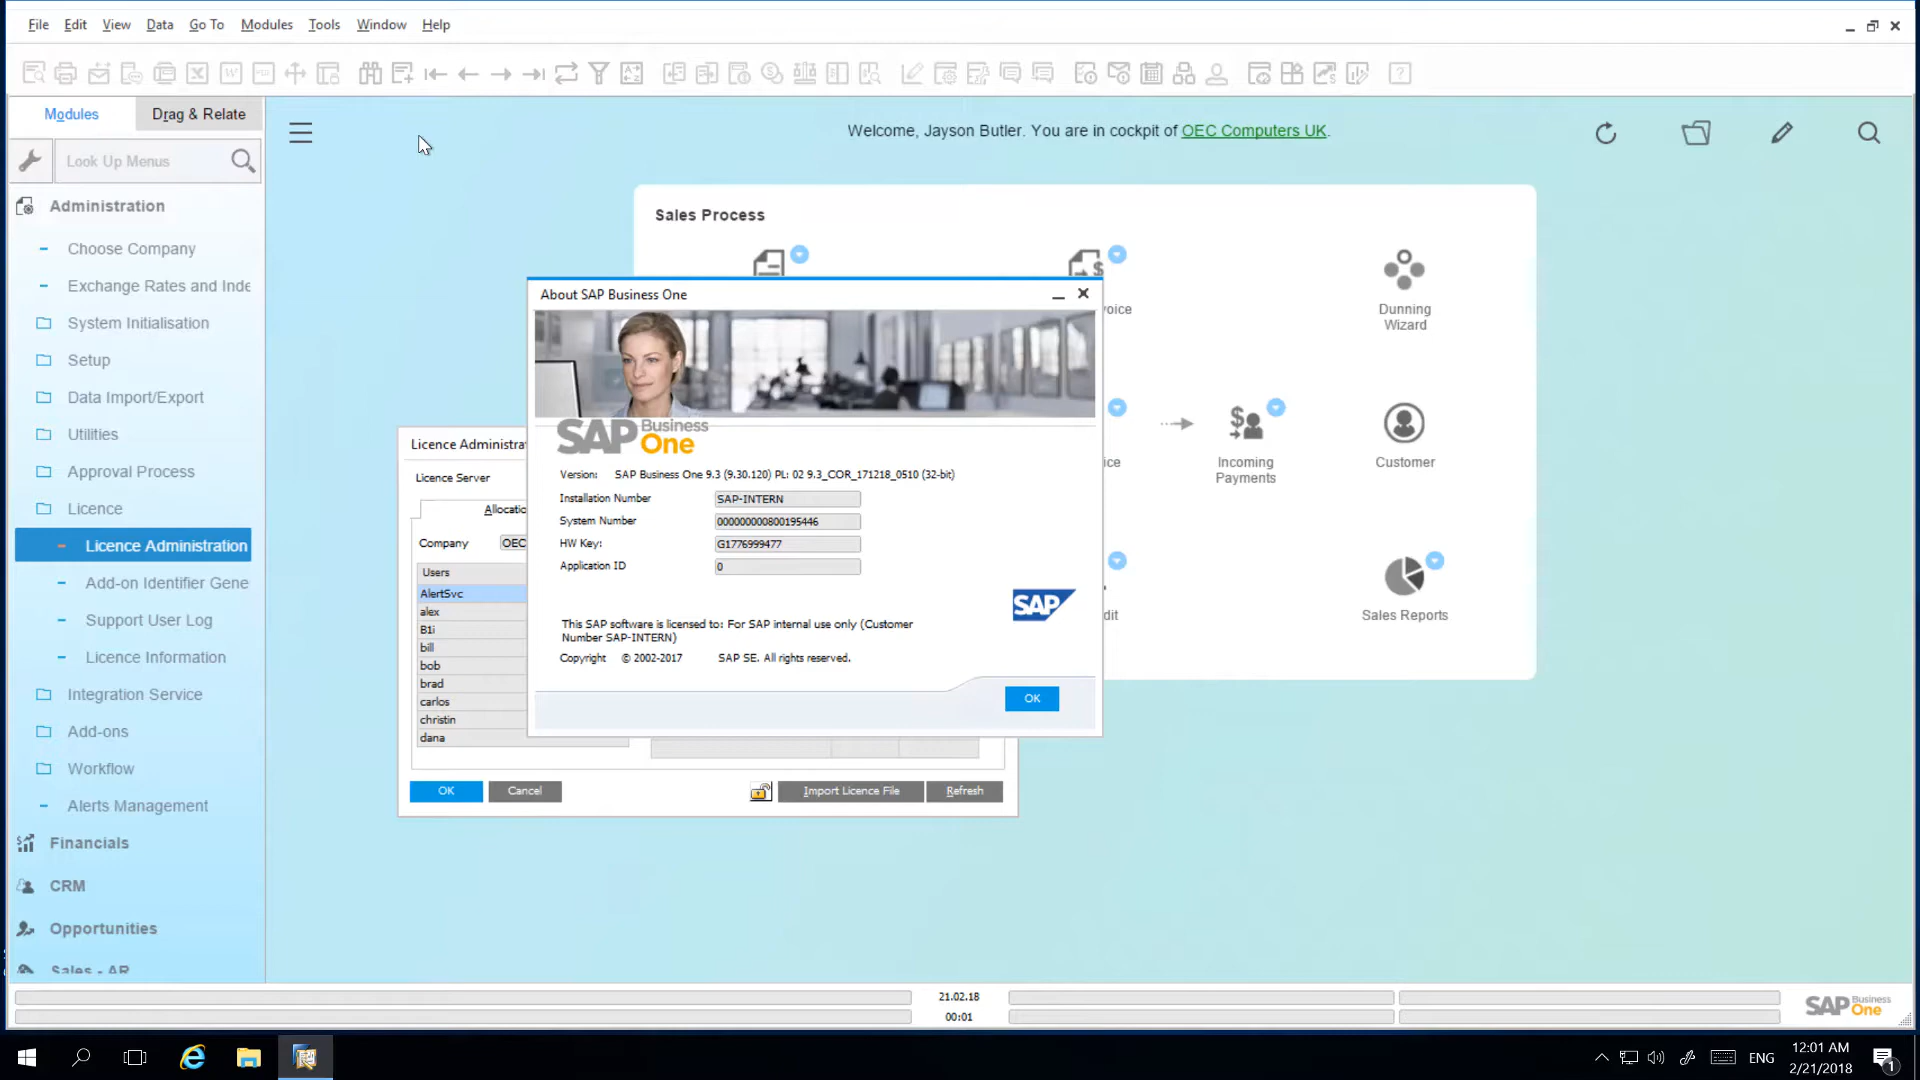 File Edit View Data Go To Modules Tools Window Help
Modules
Drag & Relate
Look Up Menus
Welcome, Jayson Butler. You are in cockpit of OEC Computers UK.
Administration
Choose Company
Exchange Rates and Inde
System Initialisation
Setup
Data Import/Export
Utilities
Approval Process
Licence
Licence Administration
Add-on Identifier Gene
Support User Log
Licence Information
Integration Service
Add-ons
Workflow
Alerts Management
Financials
CRM
Opportunities
Sales - AR
Sales Process
Dunning
Wizard
Incoming
Payments
Customer
Sales Reports
oice
ice
dit
Licence Administrat
Licence Server
Allocatio
Company
OEC
Users
AlertSvc
alex
B1i
bill
bob
brad
carlos
christin
dana
OK
Cancel
Import Licence File
Refresh
About SAP Business One
SAP Business
One
Version: SAP Business One 9.3 (9.30.120) PL: 02 9.3_COR_171218_0510 (32-bit)
Installation Number SAP-INTERN
System Number 000000000800195446
HW Key: G1776999477
Application ID 0
SAP
This SAP software is licensed to: For SAP internal use only (Customer
Number SAP-INTERN)
Copyright © 2002-2017 SAP SE. All rights reserved.
OK
21.02.18
00:01
SAP Business
One
ENG
12:01 AM
2/21/2018
1